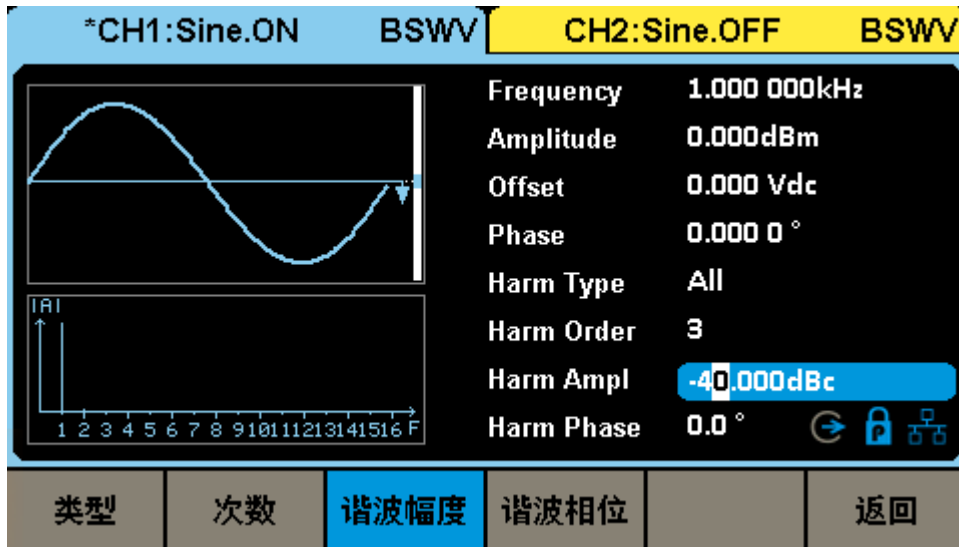 *CH1:Sine.ON BSWV CH2:Sine.OFF BSWV
Frequency 1.000 000kHz
Amplitude 0.000dBm
Offset 0.000 Vdc
Phase 0.000 0 °
Harm Type All
Harm Order 3
Harm Ampl -40.000dBc
Harm Phase 0.0 °
|A|
1 2 3 4 5 6 7 8 9 10 11 12 13 14 15 16 F
P
类型 次数 谐波幅度 谐波相位 返回